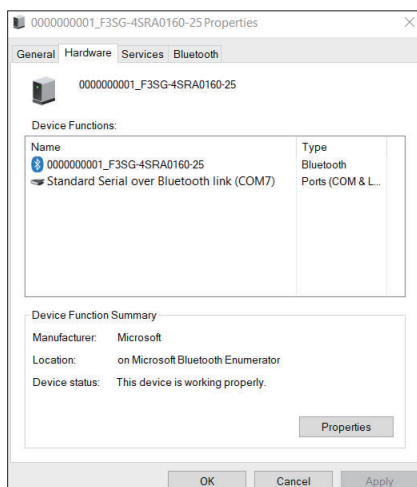 0000000001_F3SG-4SRA0160-25 Properties
General Hardware Services Bluetooth
0000000001_F3SG-4SRA0160-25
Device Functions:
Name Type
0000000001_F3SG-4SRA0160-25 Bluetooth
Standard Serial over Bluetooth link (COM7) Ports (COM & L...
Device Function Summary
Manufacturer: Microsoft
Location: on Microsoft Bluetooth Enumerator
Device status: This device is working properly.
Properties
OK Cancel Apply